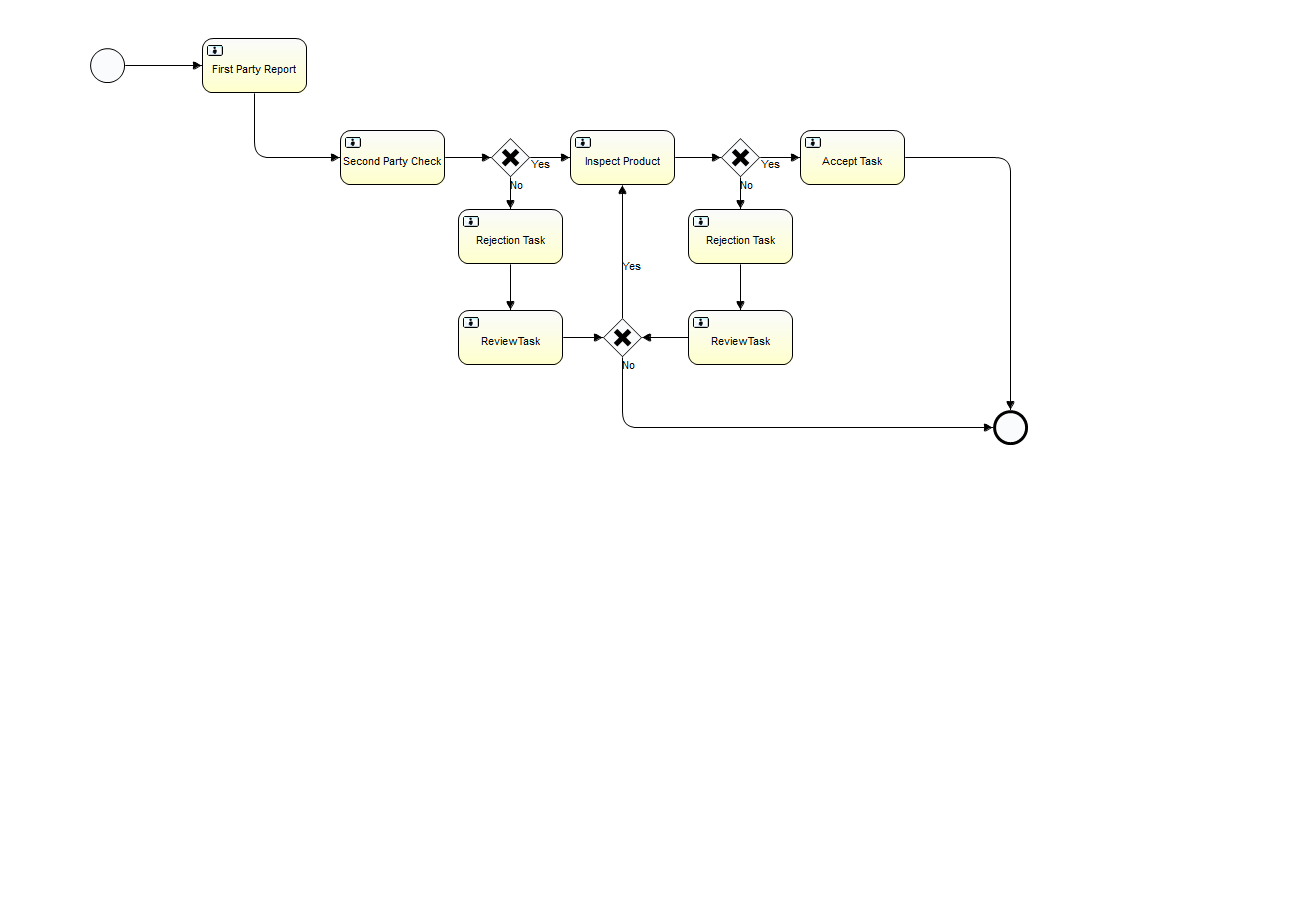 First Party Report
Second Party Check
Yes
Inspect Product
Yes
Accept Task
No
No
Rejection Task
Rejection Task
Yes
ReviewTask
ReviewTask
No